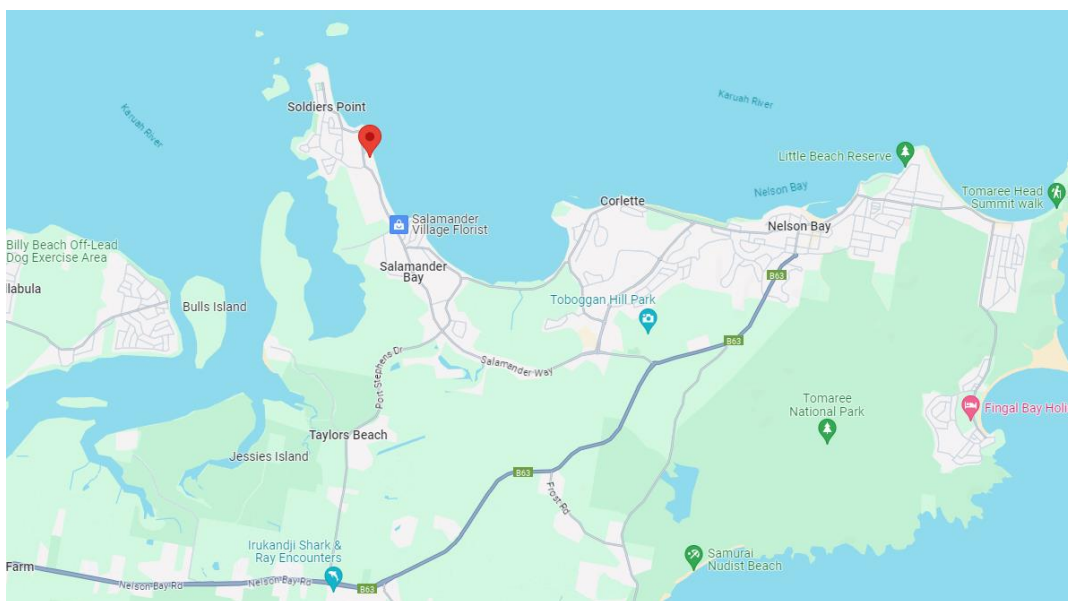 Soldiers Point
Karuah River
Karuah River
Little Beach Reserve
Nelson Bay
Tomaree Head
Summit walk
Corlette
Salamander
Village Florist
Nelson Bay
Billy Beach Off-Lead
Dog Exercise Area
Salamander
Bay
B63
ilabula
Bulls Island
Toboggan Hill Park
B63
Salamander Way
Port Stephens Dr
Tomaree
National Park
Fingal Bay Holi
Taylors Beach
Jessies Island
B63
Frost Rd
Irukandji Shark &
Ray Encounters
Samurai
Nudist Beach
Farm
Nelson Bay Rd
Nelson Bay Rd
B63